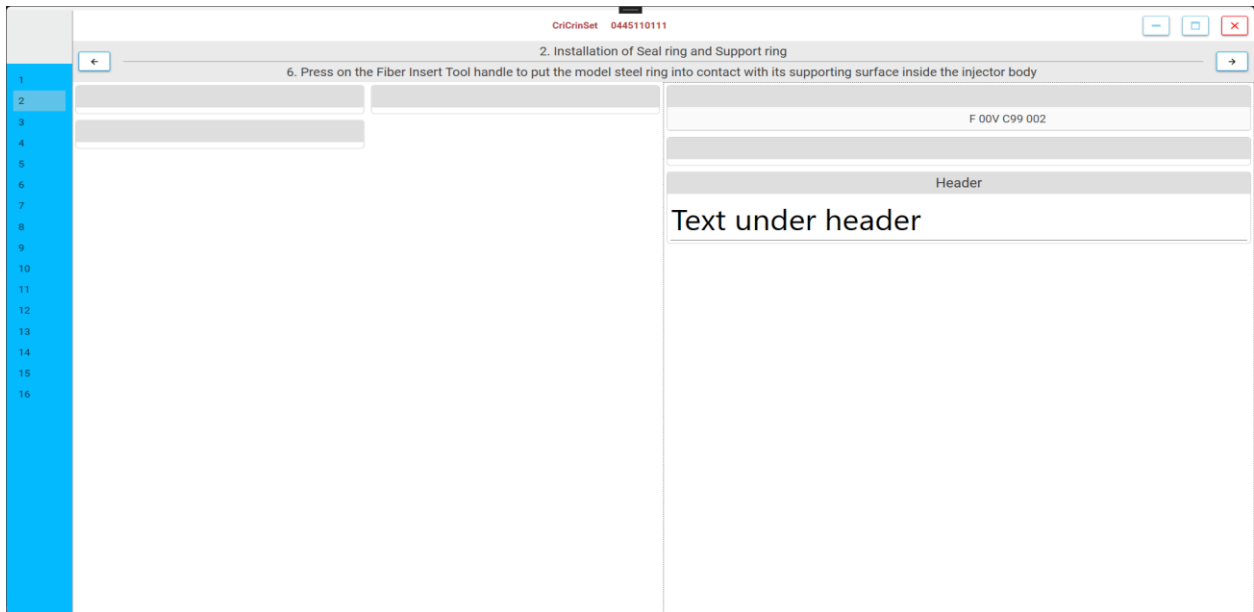 CriCrinSet 0445110111
2. Installation of Seal ring and Support ring
6. Press on the Fiber Insert Tool handle to put the model steel ring into contact with its supporting surface inside the injector body
1
2
3
4
5
6
7
8
9
10
11
12
13
14
15
16
F 00V C99 002
Header
Text under header